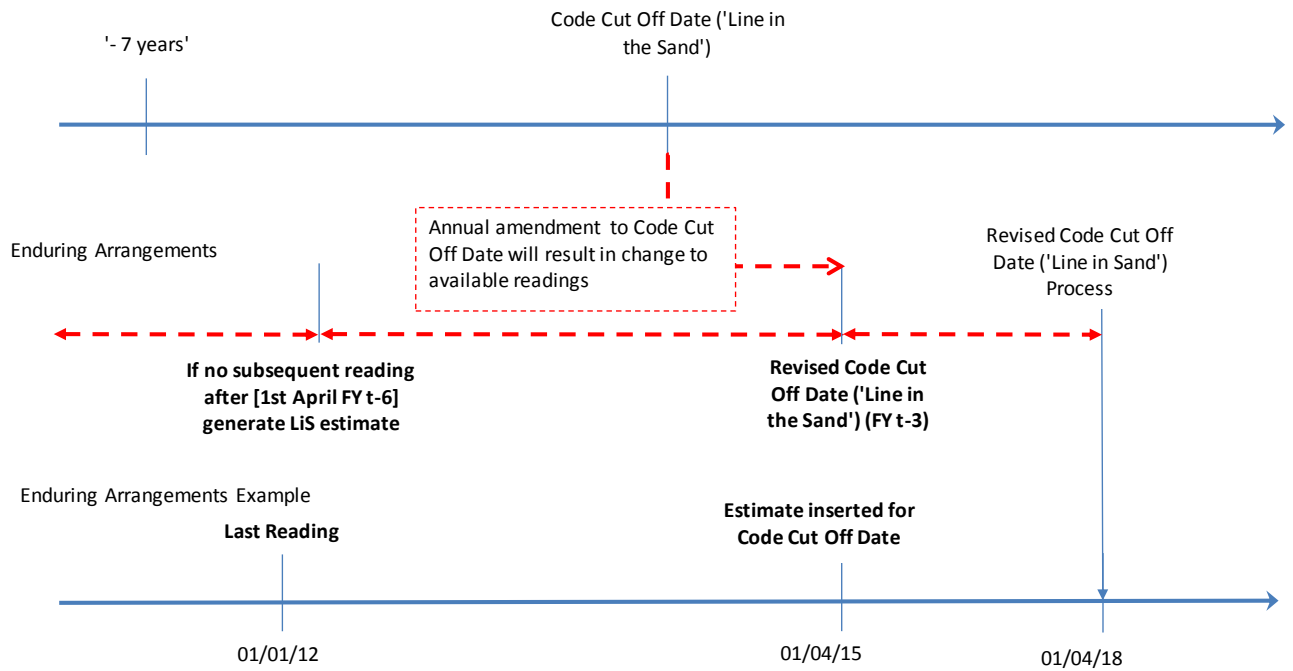 Code Cut Off Date ('Line in
the Sand')
'- 7 years'
Annual amendment to Code Cut
Off Date will result in change to
available readings
Enduring Arrangements
Revised Code Cut Off
Date ('Line in Sand')
Process
If no subsequent reading
after [1st April FY t-6]
generate LiS estimate
Revised Code Cut
Off Date ('Line in
the Sand') (FY t-3)
Enduring Arrangements Example
Last Reading
Estimate inserted for
Code Cut Off Date
01/01/12
01/04/15
01/04/18